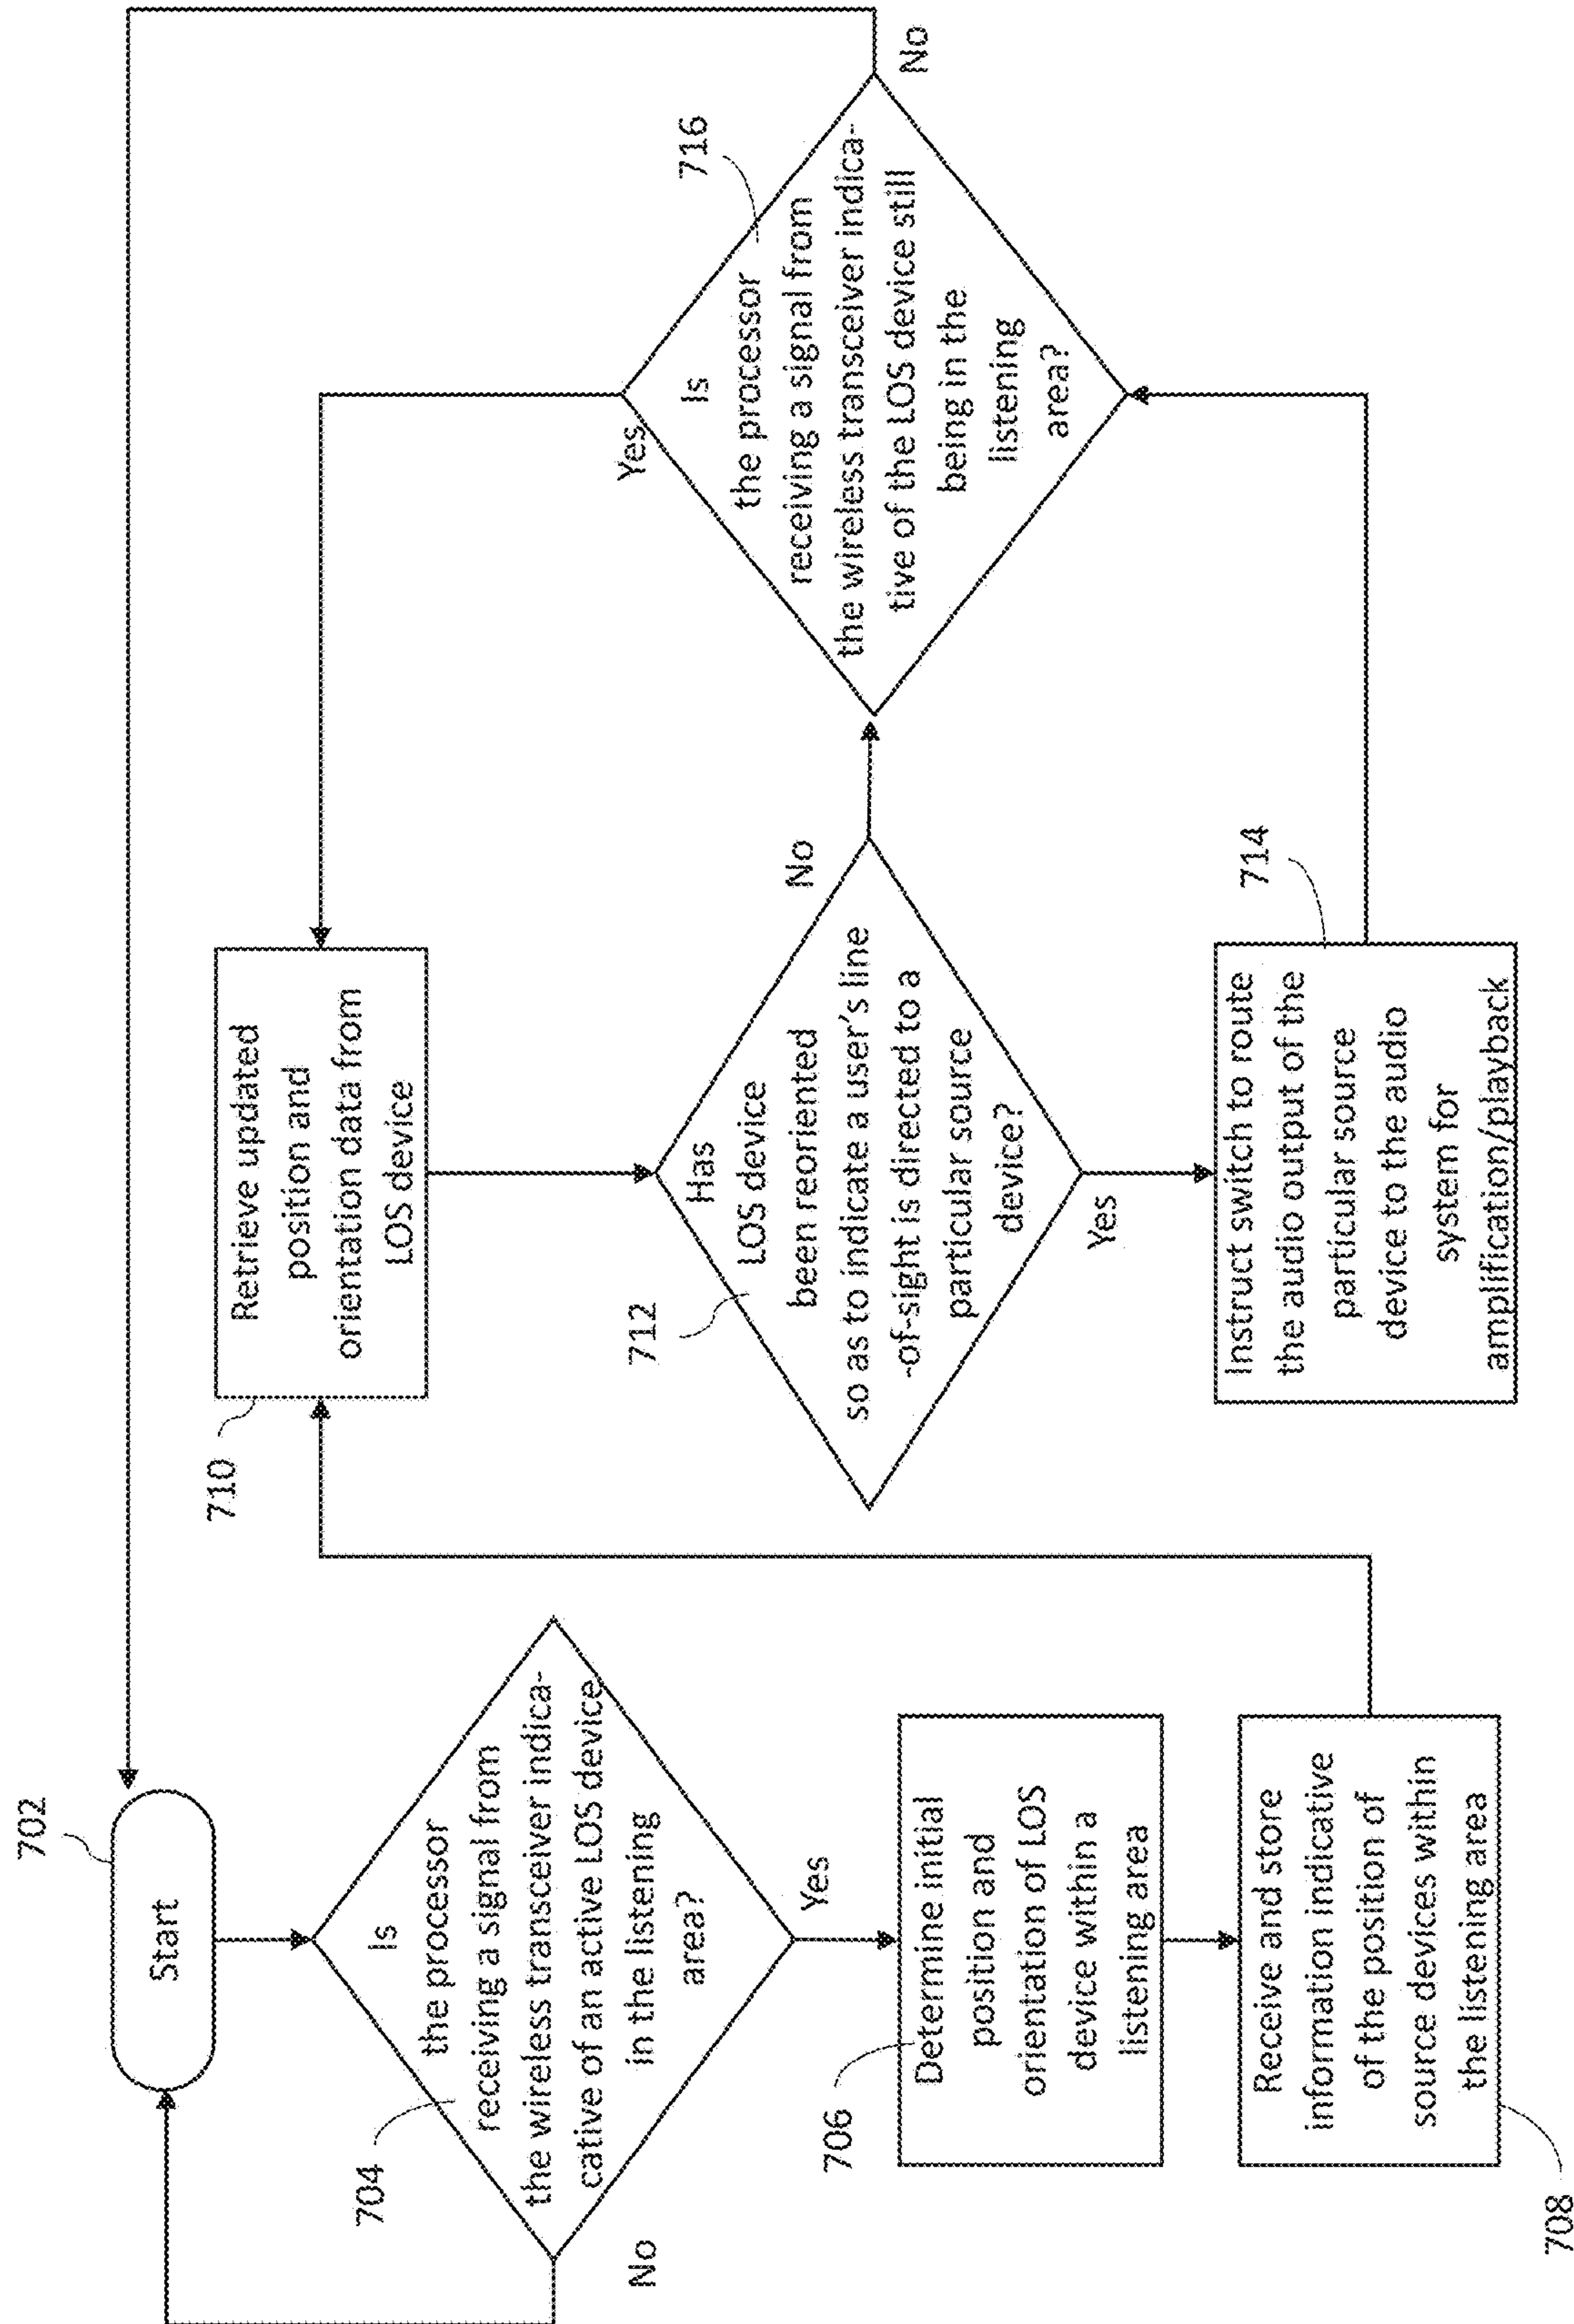 702
Start
704
Is
the processor
receiving a signal from
the wireless transceiver indica-
cative of an active LOS device
in the listening
area?
No
Yes
706
Determine initial
position and
orientation of LOS
device within a
listening area
708
Receive and store
information indicative
of the position of
source devices within
the listening area
710
Retrieve updated
position and
orientation data from
LOS device
712
Has
LOS device
been reoriented
so as to indicate a user's line
-of-sight is directed to a
particular source
device?
No
Yes
714
Instruct switch to route
the audio output of the
particular source
device to the audio
system for
amplification/playback
716
Is
the processor
receiving a signal from
the wireless transceiver indica-
tive of the LOS device still
being in the
listening
area?
Yes
No